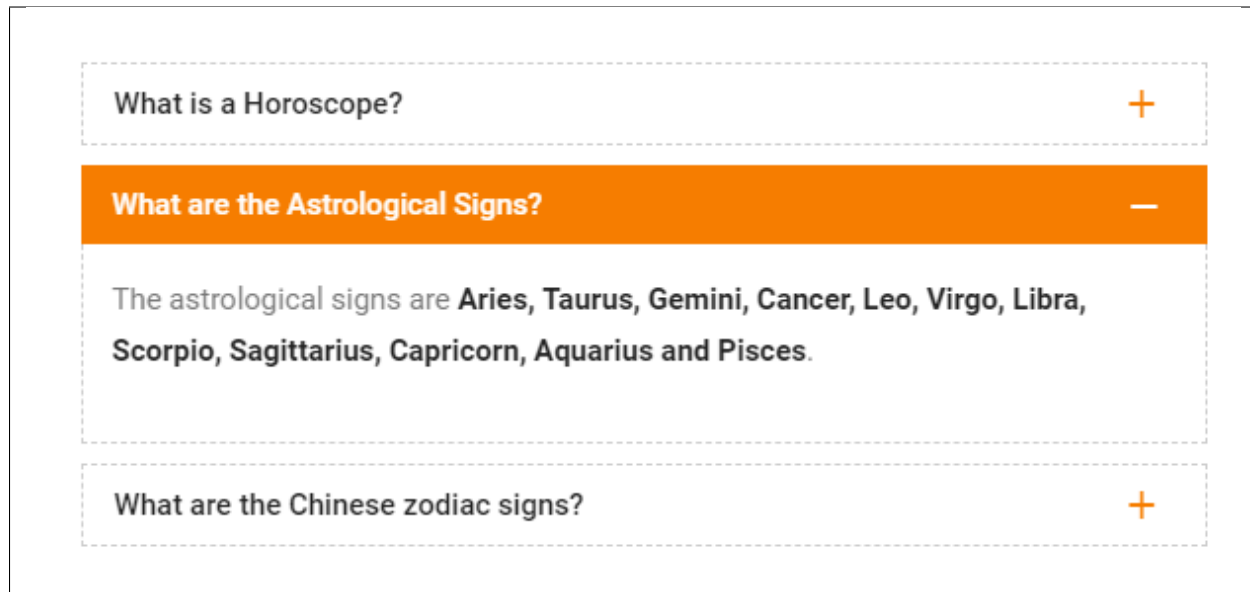 What is a Horoscope?
What are the Astrological Signs?
The astrological signs are Aries, Taurus, Gemini, Cancer, Leo, Virgo, Libra,
Scorpio, Sagittarius, Capricorn, Aquarius and Pisces.
What are the Chinese zodiac signs?